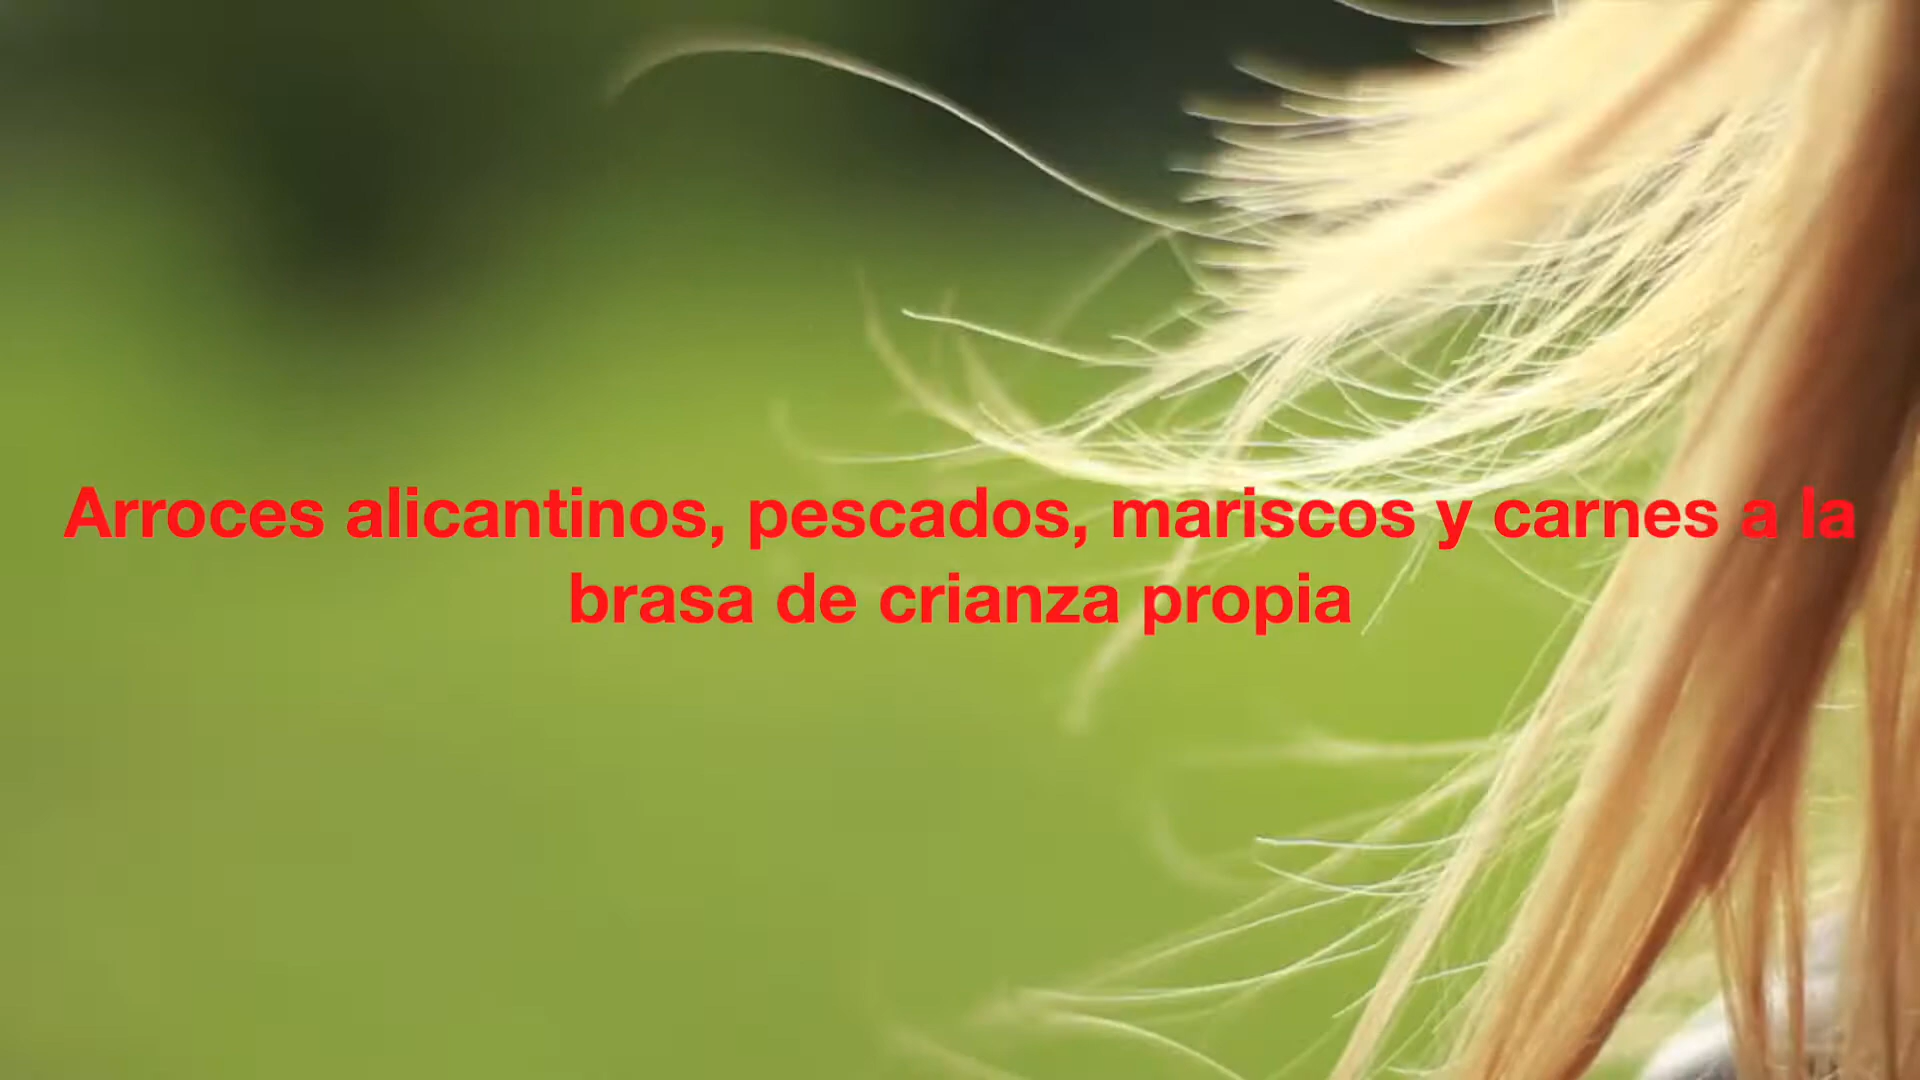 Arroces alicantinos, pescados, mariscos y carnes a la
brasa de crianza propia